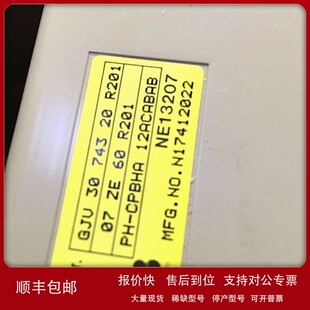 GJV 30 743 20 R201
07 ZE 60 R201
PH-CPBHA 12ACABAB
NE13207
MFG.NO.N17412022
顺丰包邮
报价快 售后到位 支持对公专票
大量现货 稀缺型号 停产型号 可开普票